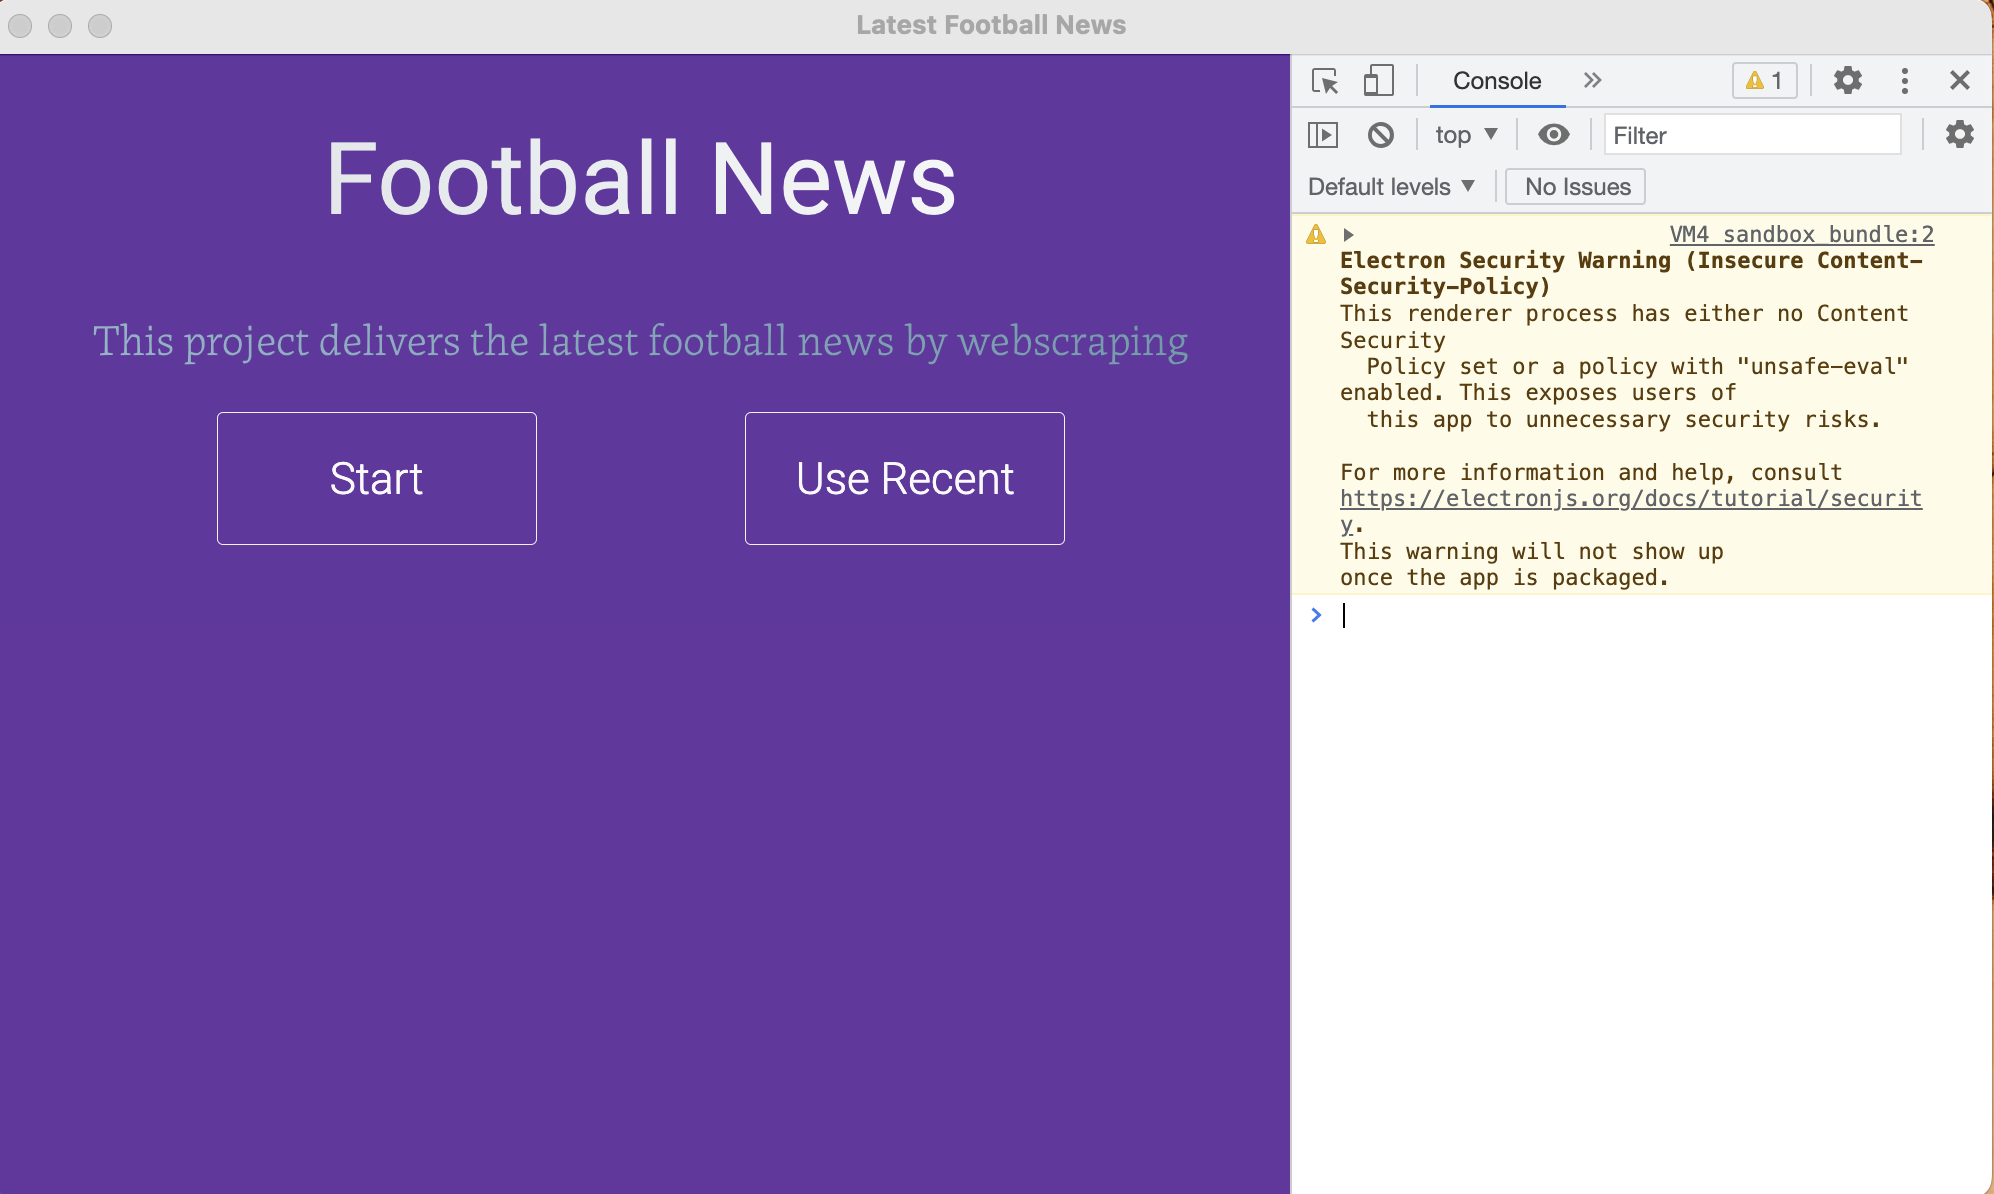 Latest Football News
Football News
This project delivers the latest football news by webscraping
Start
Use Recent
Console
1
top
Filter
Default levels
No Issues
VM4 sandbox_bundle:2
Electron Security Warning (Insecure Content-
Security-Policy)
This renderer process has either no Content
Security
Policy set or a policy with "unsafe-eval"
enabled. This exposes users of
this app to unnecessary security risks.
For more information and help, consult
https://electronjs.org/docs/tutorial/securit
y.
This warning will not show up
once the app is packaged.